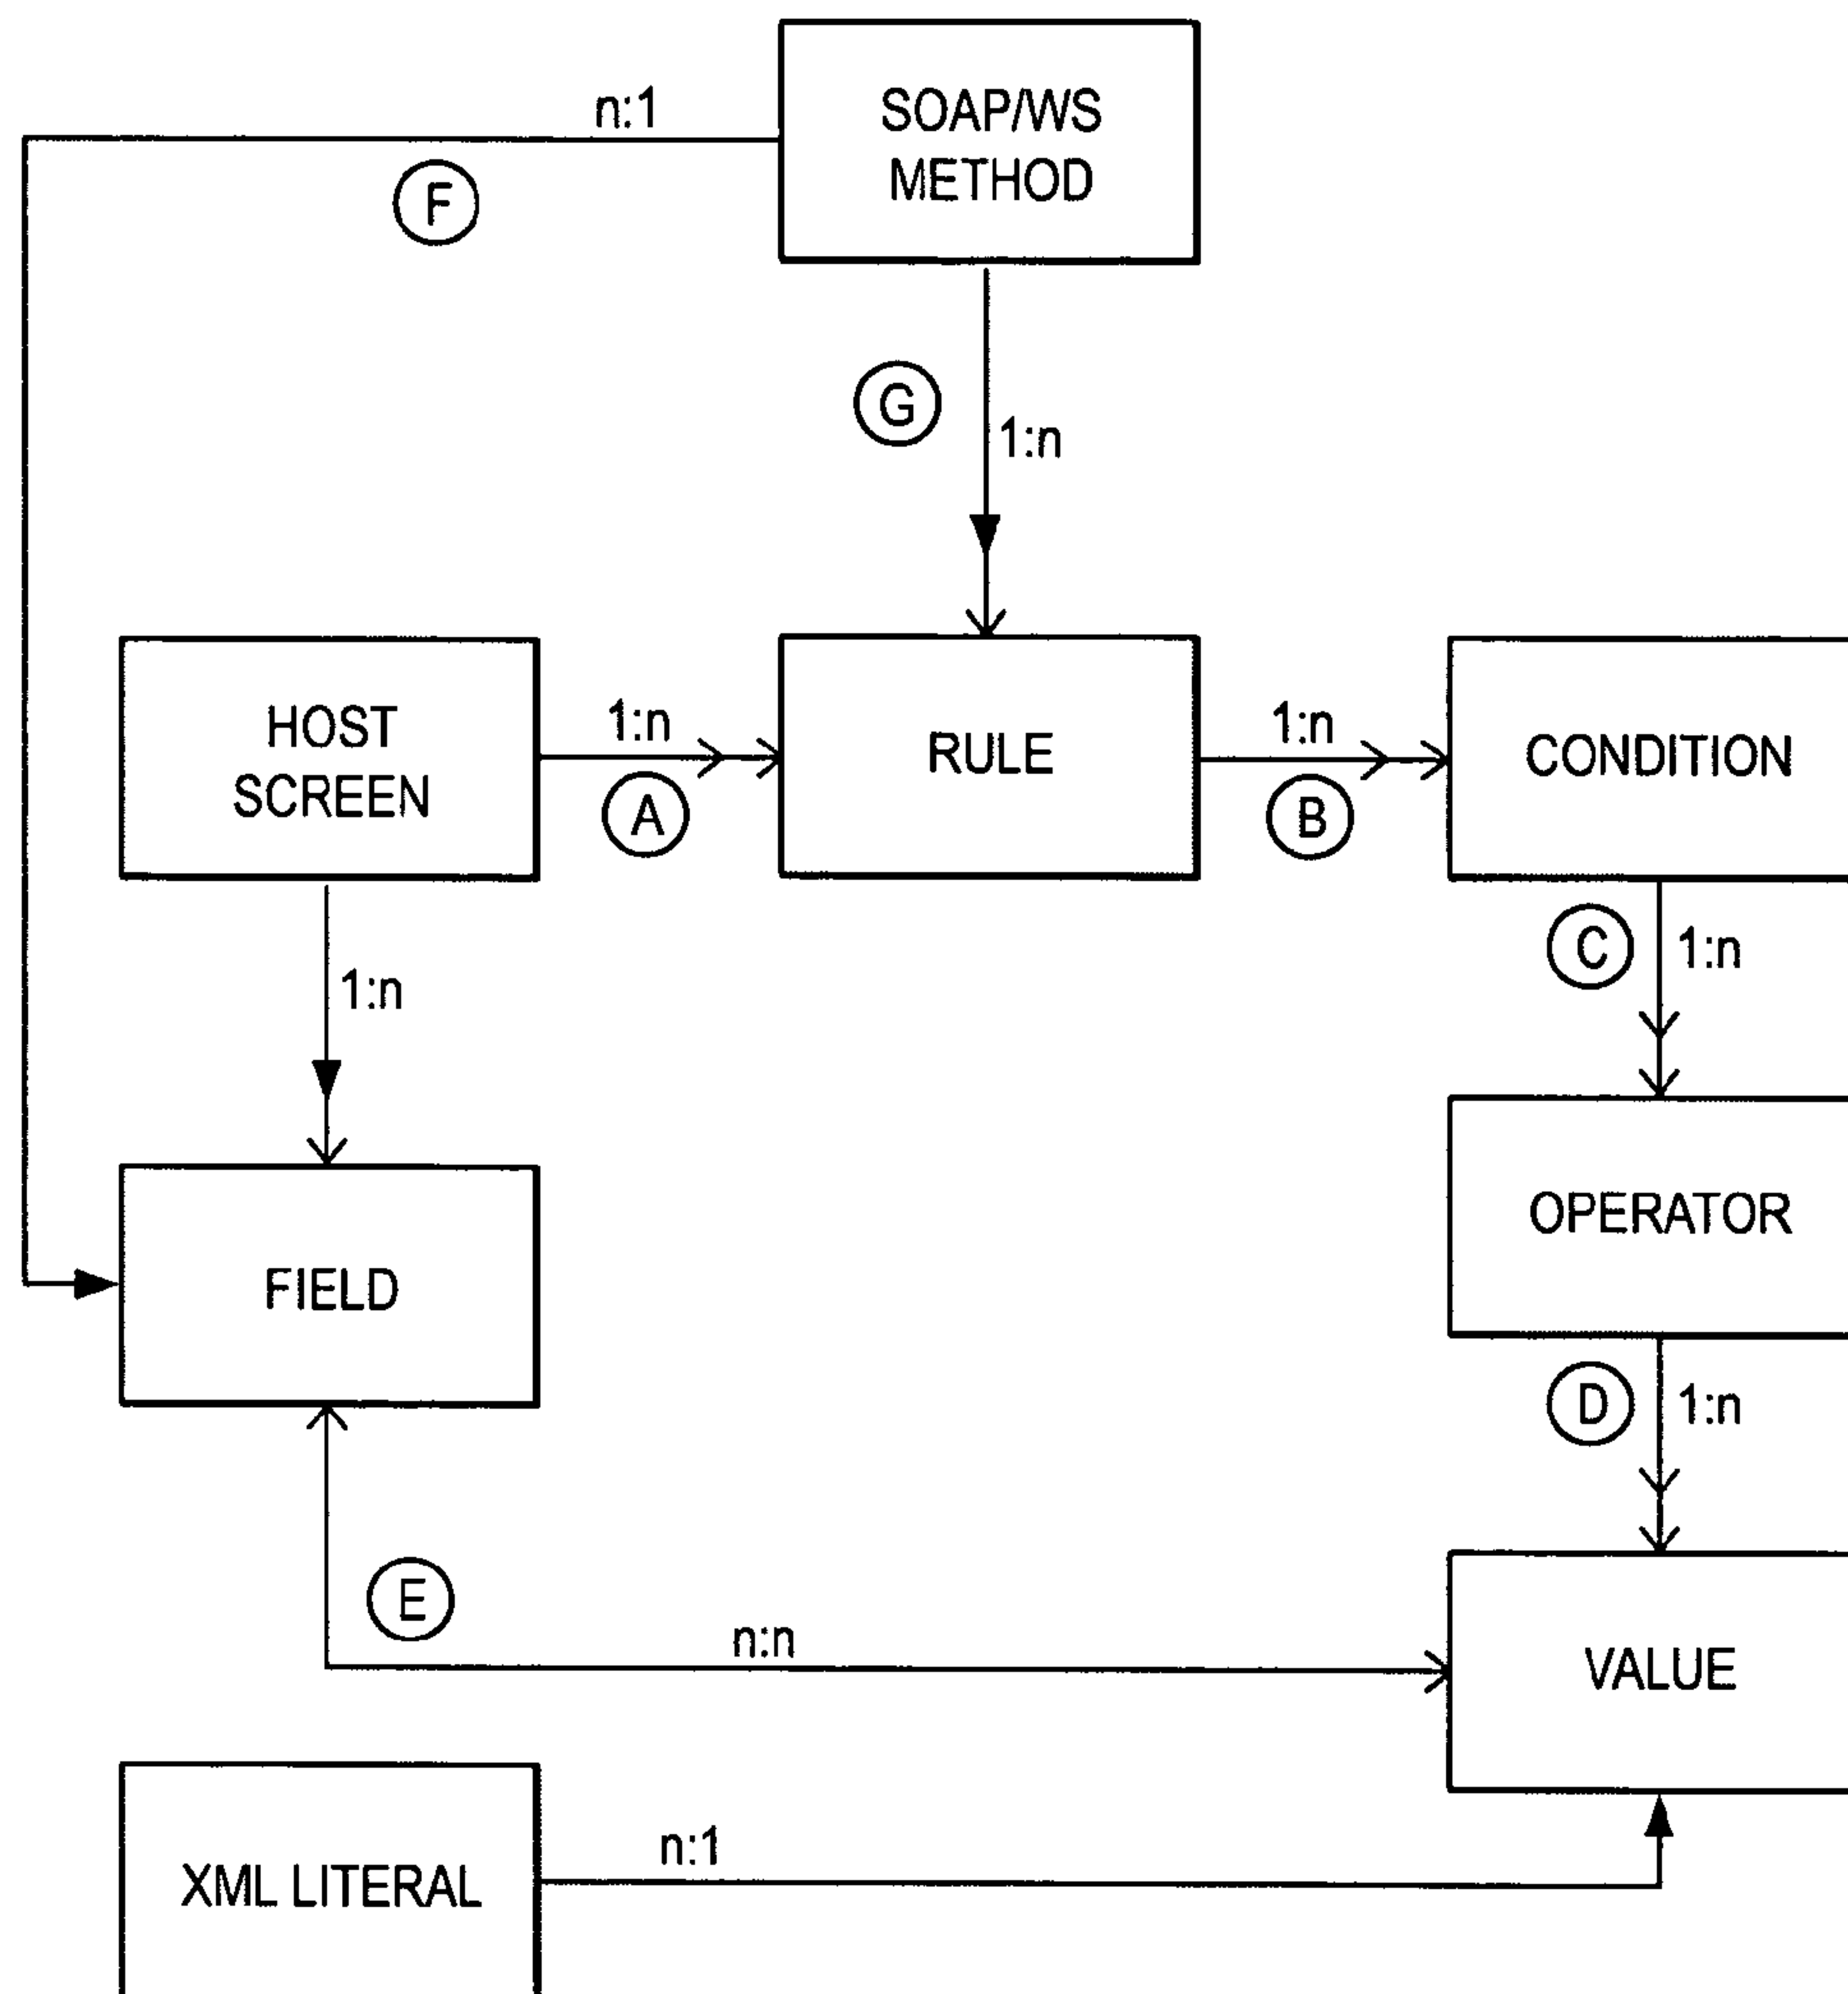 SOAP/WS
METHOD
n:1
F
G
1:n
HOST
SCREEN
1:n
A
RULE
1:n
B
CONDITION
C
1:n
1:n
OPERATOR
FIELD
D
1:n
E
n:n
VALUE
n:1
XML LITERAL